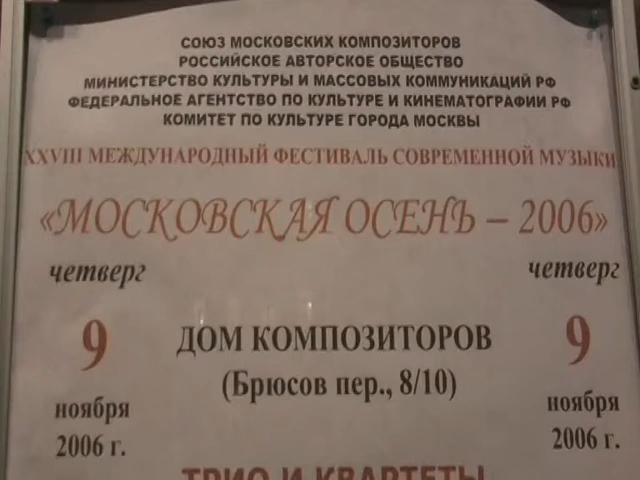 СОЮЗ МОСКОВСКИХ КОМПОЗИТОРОВ
РОССИЙСКОЕ АВТОРСКОЕ ОБЩЕСТВО
МИНИСТЕРСТВО КУЛЬТУРЫ И МАССОВЫХ КОММУНИКАЦИЙ РФ
ФЕДЕРАЛЬНОЕ АГЕНТСТВО ПО КУЛЬТУРЕ И КИНЕМАТОГРАФИИ РФ
КОМИТЕТ ПО КУЛЬТУРЕ ГОРОДА МОСКВЫ
XXVIII МЕЖДУНАРОДНЫЙ ФЕСТИВАЛЬ СОВРЕМЕННОЙ МУЗЫКИ
«МОСКОВСКАЯ ОСЕНЬ – 2006»
четверг
9
ноября
2006 г.
ДОМ КОМПОЗИТОРОВ
(Брюсов пер., 8/10)
четверг
9
ноября
2006 г.
ТРИО И КВАРТЕТЫ